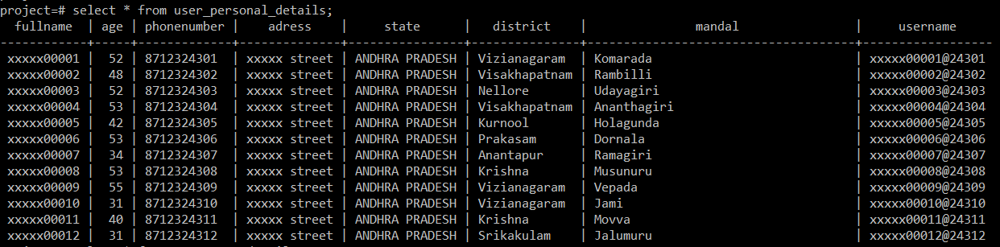 project=# select * from user_personal_details;
fullname | age | phonenumber | adress | state | district | mandal | username
-----------+-----+-------------+--------------+----------------+---------------+--------------------------------------+------------------
xxxxx00001 | 52 | 8712324301 | xxxxx street | ANDHRA PRADESH | Vizianagaram | Komarada | xxxxx00001@24301
xxxxx00002 | 48 | 8712324302 | xxxxx street | ANDHRA PRADESH | Visakhapatnam | Rambilli | xxxxx00002@24302
xxxxx00003 | 52 | 8712324303 | xxxxx street | ANDHRA PRADESH | Nellore | Udayagiri | xxxxx00003@24303
xxxxx00004 | 53 | 8712324304 | xxxxx street | ANDHRA PRADESH | Visakhapatnam | Ananthagiri | xxxxx00004@24304
xxxxx00005 | 42 | 8712324305 | xxxxx street | ANDHRA PRADESH | Kurnool | Holagunda | xxxxx00005@24305
xxxxx00006 | 53 | 8712324306 | xxxxx street | ANDHRA PRADESH | Prakasam | Dornala | xxxxx00006@24306
xxxxx00007 | 34 | 8712324307 | xxxxx street | ANDHRA PRADESH | Anantapur | Ramagiri | xxxxx00007@24307
xxxxx00008 | 53 | 8712324308 | xxxxx street | ANDHRA PRADESH | Krishna | Musunuru | xxxxx00008@24308
xxxxx00009 | 55 | 8712324309 | xxxxx street | ANDHRA PRADESH | Vizianagaram | Vepada | xxxxx00009@24309
xxxxx00010 | 31 | 8712324310 | xxxxx street | ANDHRA PRADESH | Vizianagaram | Jami | xxxxx00010@24310
xxxxx00011 | 40 | 8712324311 | xxxxx street | ANDHRA PRADESH | Krishna | Movva | xxxxx00011@24311
xxxxx00012 | 31 | 8712324312 | xxxxx street | ANDHRA PRADESH | Srikakulam | Jalumuru | xxxxx00012@24312